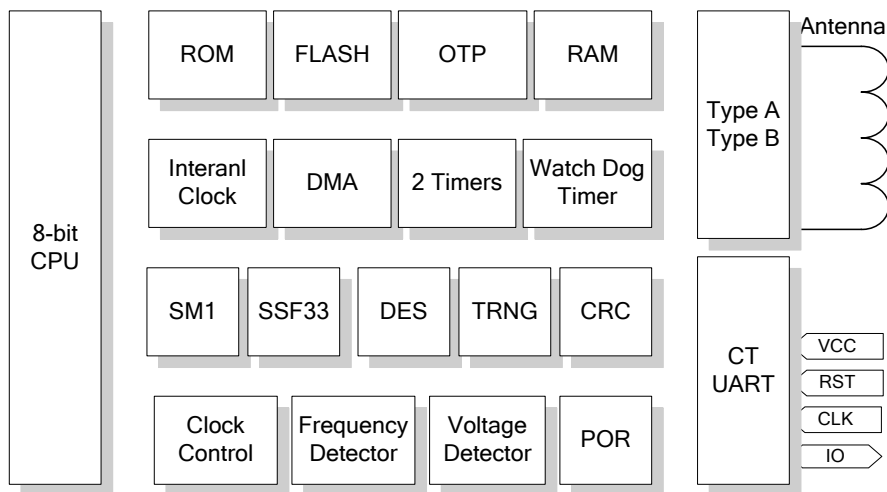 8-bit
CPU
ROM
FLASH
OTP
RAM
Interanl
Clock
DMA
2 Timers
Watch Dog
Timer
SM1
SSF33
DES
TRNG
CRC
Clock
Control
Frequency
Detector
Voltage
Detector
POR
Type A
Type B
Antenna
CT
UART
VCC
RST
CLK
IO